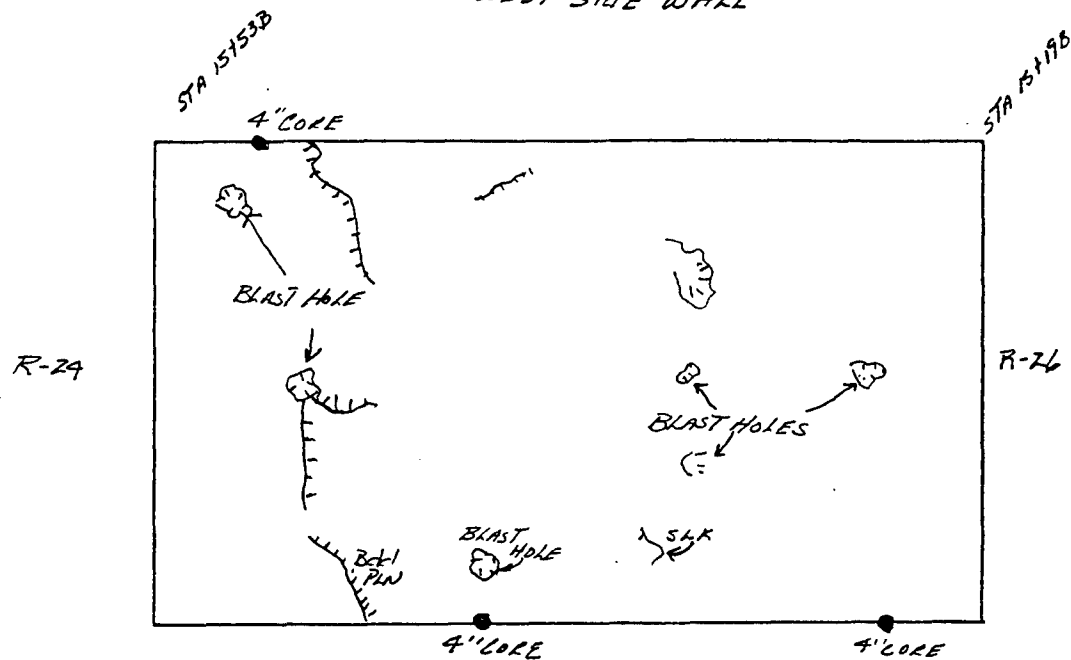 WEST SIDE WALL
STA 15+53B
STA 15+19B
4" CORE
BLAST HOLE
R-24
R-26
BLAST HOLES
BLAST
HOLE
SLK
PLN
4" CORE
4" CORE